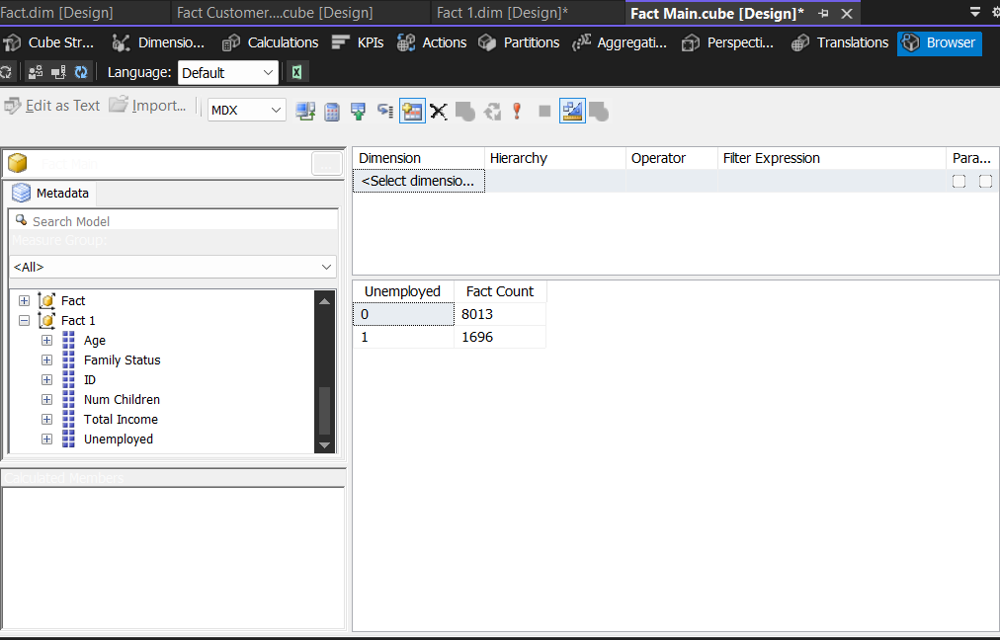 Fact.dim [Design] Fact Customer....cube [Design] Fact 1.dim [Design]* Fact Main.cube [Design]*
Cube Str... Dimensio... Calculations KPIs Actions Partitions Aggregati... Perspecti... Translations Browser
Language: Default
Edit as Text Import... MDX
Fact Main
...
Metadata
Search Model
Measure Group:
<All>
Fact
Fact 1
Age
Family Status
ID
Num Children
Total Income
Unemployed
Calculated Members
Dimension Hierarchy Operator Filter Expression Para...
<Select dimensio...
Unemployed Fact Count
0 8013
1 1696